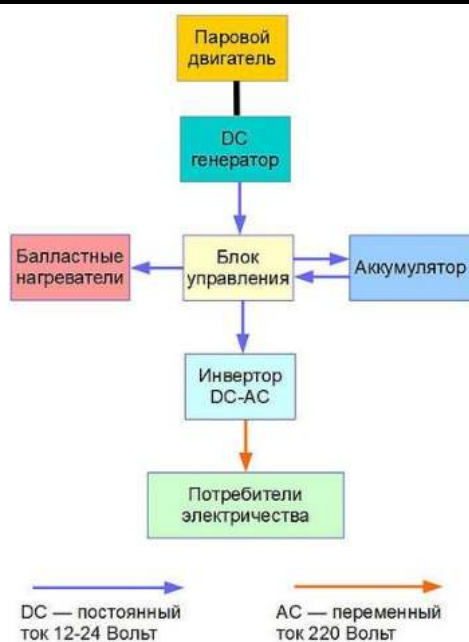 Паровой
двигатель
DC
генератор
Балластные
нагреватели
Блок
управления
Аккумулятор
Инвертор
DC-AC
Потребители
электричества
DC — постоянный
ток 12-24 Вольт
AC — переменный
ток 220 Вольт